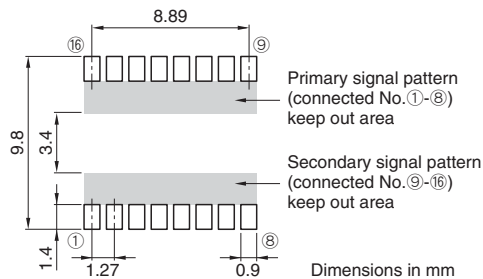 8.89
⑯
⑨
Primary signal pattern
(connected No.①-⑧)
keep out area
9.8
3.4
Secondary signal pattern
(connected No.⑨-⑯)
keep out area
①
⑧
1.4
1.27
0.9
Dimensions in mm